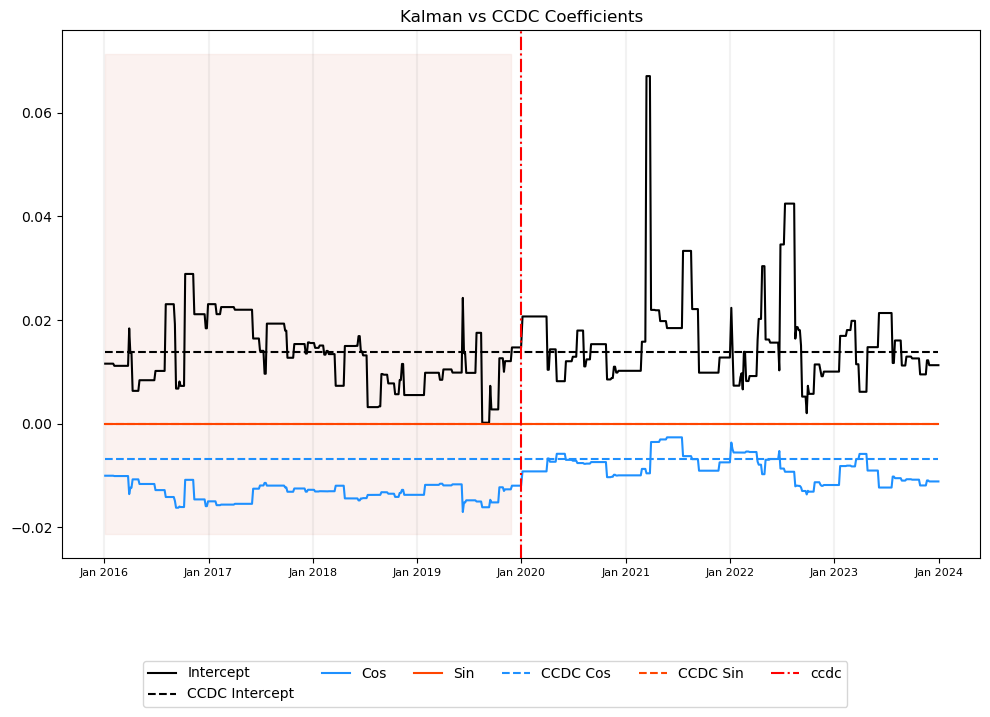 Kalman vs CCDC Coefficients
0.06
0.04
0.02
0.00
−0.02
Jan 2016 Jan 2017 Jan 2018 Jan 2019 Jan 2020 Jan 2021 Jan 2022 Jan 2023 Jan 2024
Intercept Cos Sin CCDC Cos CCDC Sin ccdc
CCDC Intercept